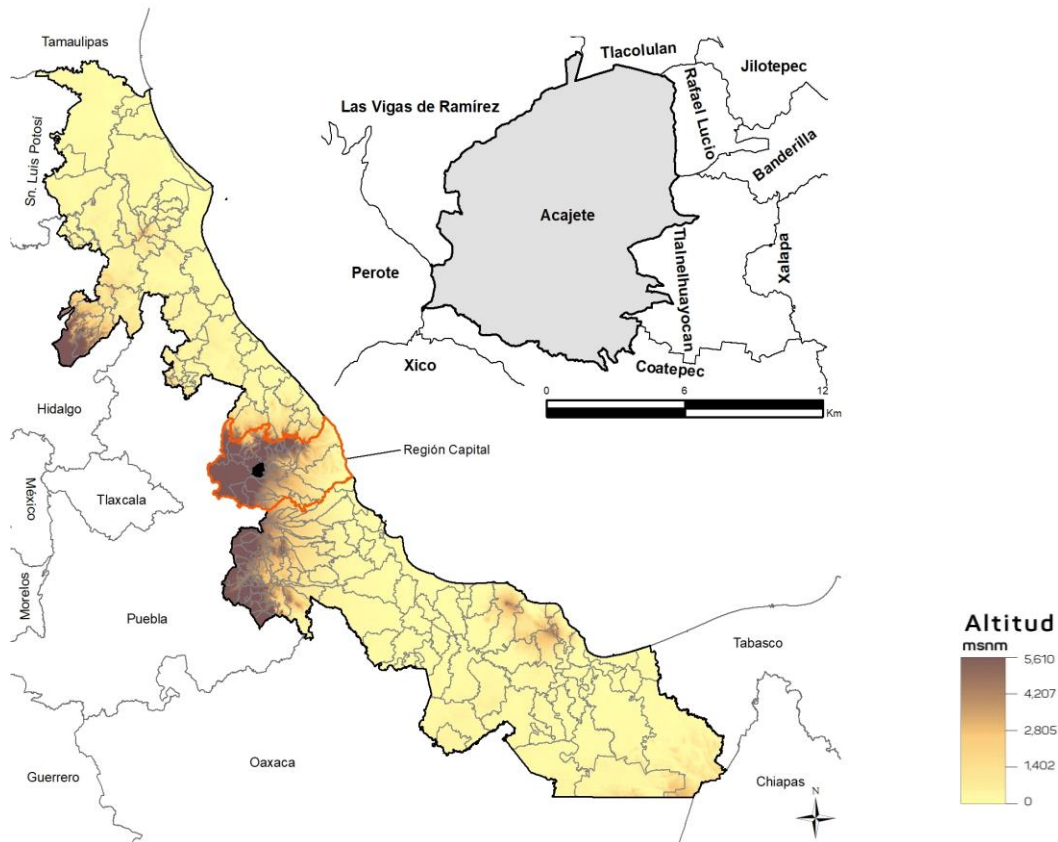 Tamaulipas
Sn. Luis Potosí
Hidalgo
México
Tlaxcala
Morelos
Puebla
Guerrero
Oaxaca
Región Capital
Tabasco
Chiapas
Tlacolulan
Jilotepec
Las Vigas de Ramírez
Rafael Lucio
Banderilla
Acajete
Tlalnelhuayocan
Xalapa
Perote
Xico
Coatepec
0 6 12
Km
Altitud
msnm
5,610
4,207
2,805
1402
0
N